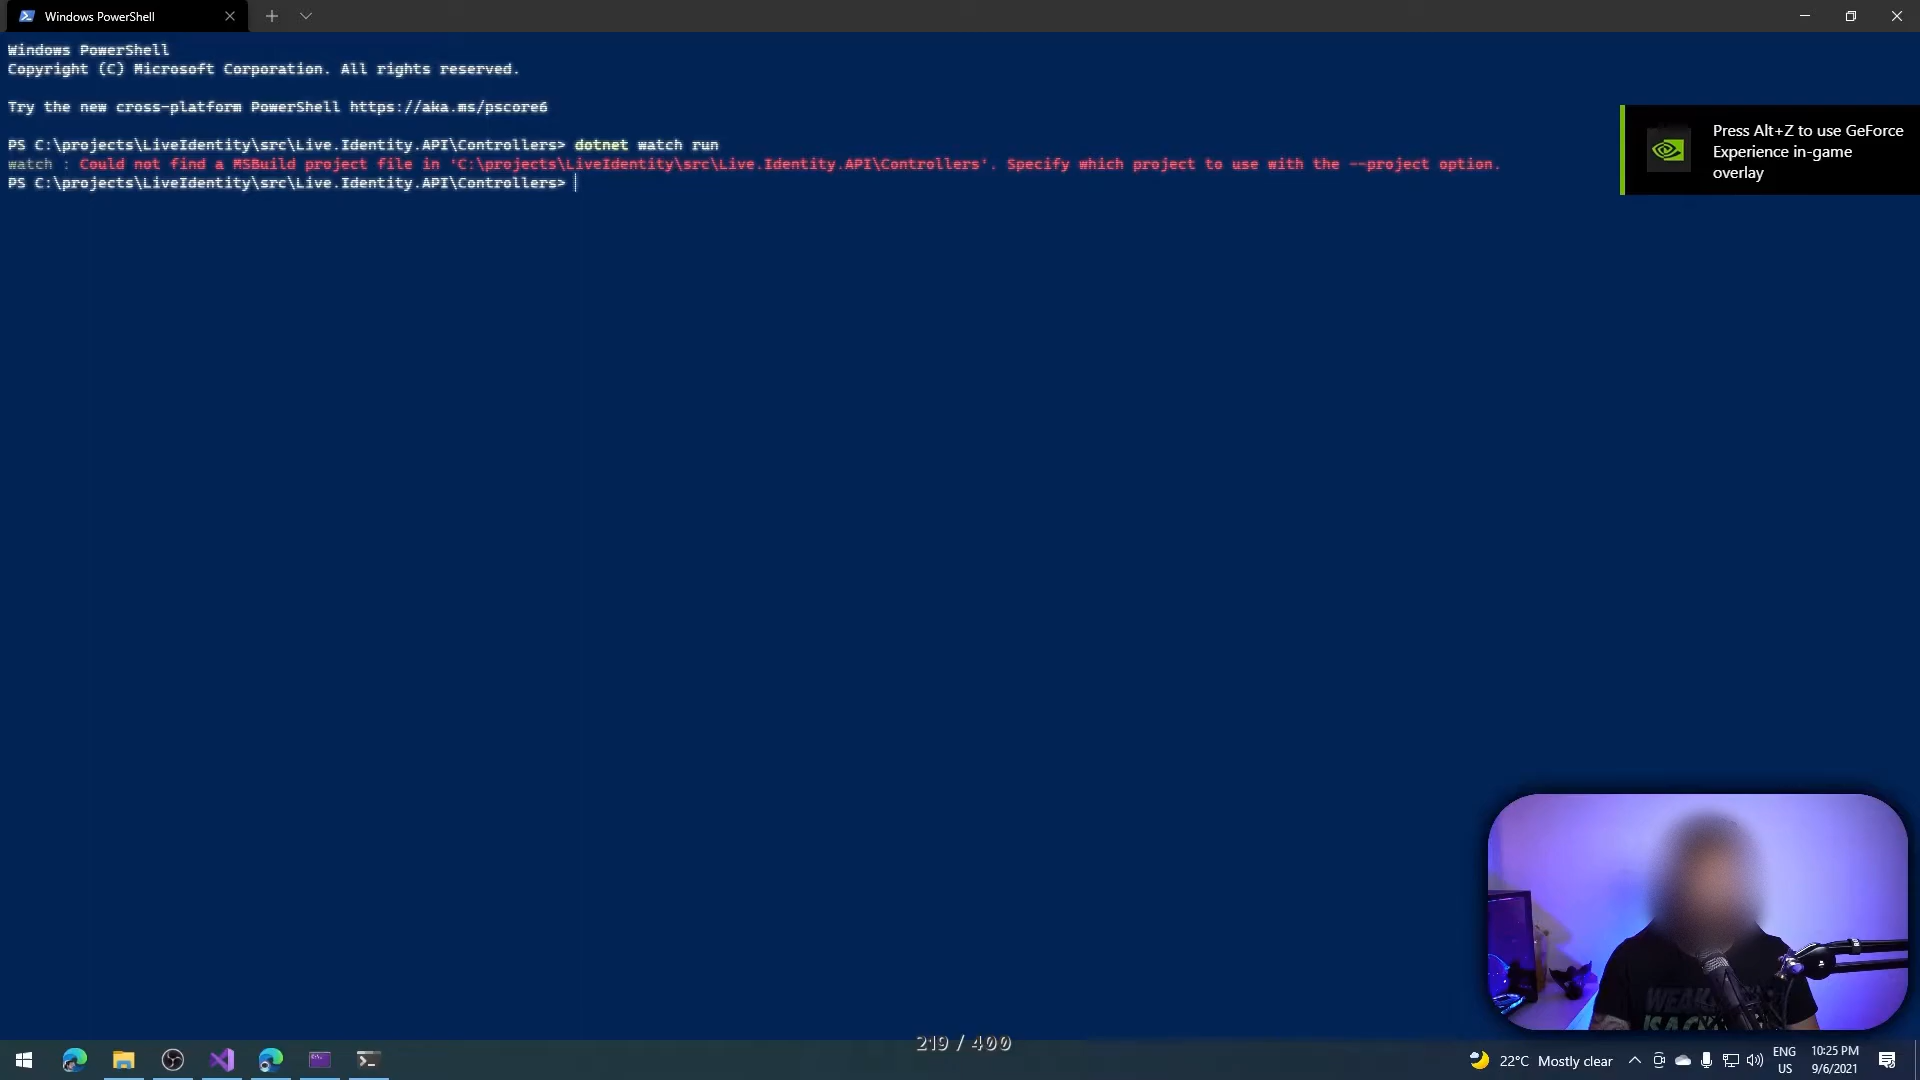 Windows PowerShell
Windows PowerShell
Copyright (C) Microsoft Corporation. All rights reserved.
Try the new cross-platform PowerShell https://aka.ms/pscore6
PS C:\projects\LiveIdentity\src\Live.Identity.API\Controllers> dotnet watch run
watch : Could not find a MSBuild project file in 'C:\projects\LiveIdentity\src\Live.Identity.API\Controllers'. Specify which project to use with the --project option.
PS C:\projects\LiveIdentity\src\Live.Identity.API\Controllers>
Press Alt+Z to use GeForce
Experience in-game
overlay
219 / 400
22°C Mostly clear
ENG
US
10:25 PM
9/6/2021